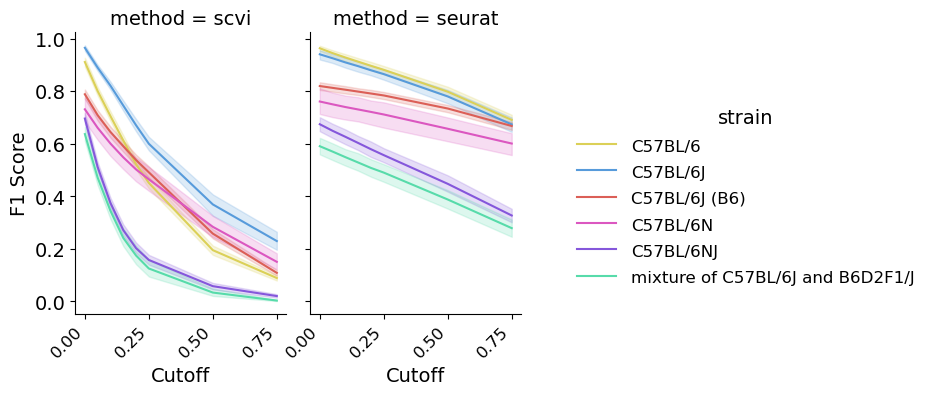 method = scvi
method = seurat
1.0
0.8
0.6
0.4
0.2
0.0
F1 Score
0.00
0.25
0.50
0.75
Cutoff
0.00
0.25
0.50
0.75
Cutoff
strain
C57BL/6
C57BL/6J
C57BL/6J (B6)
C57BL/6N
C57BL/6NJ
mixture of C57BL/6J and B6D2F1/J